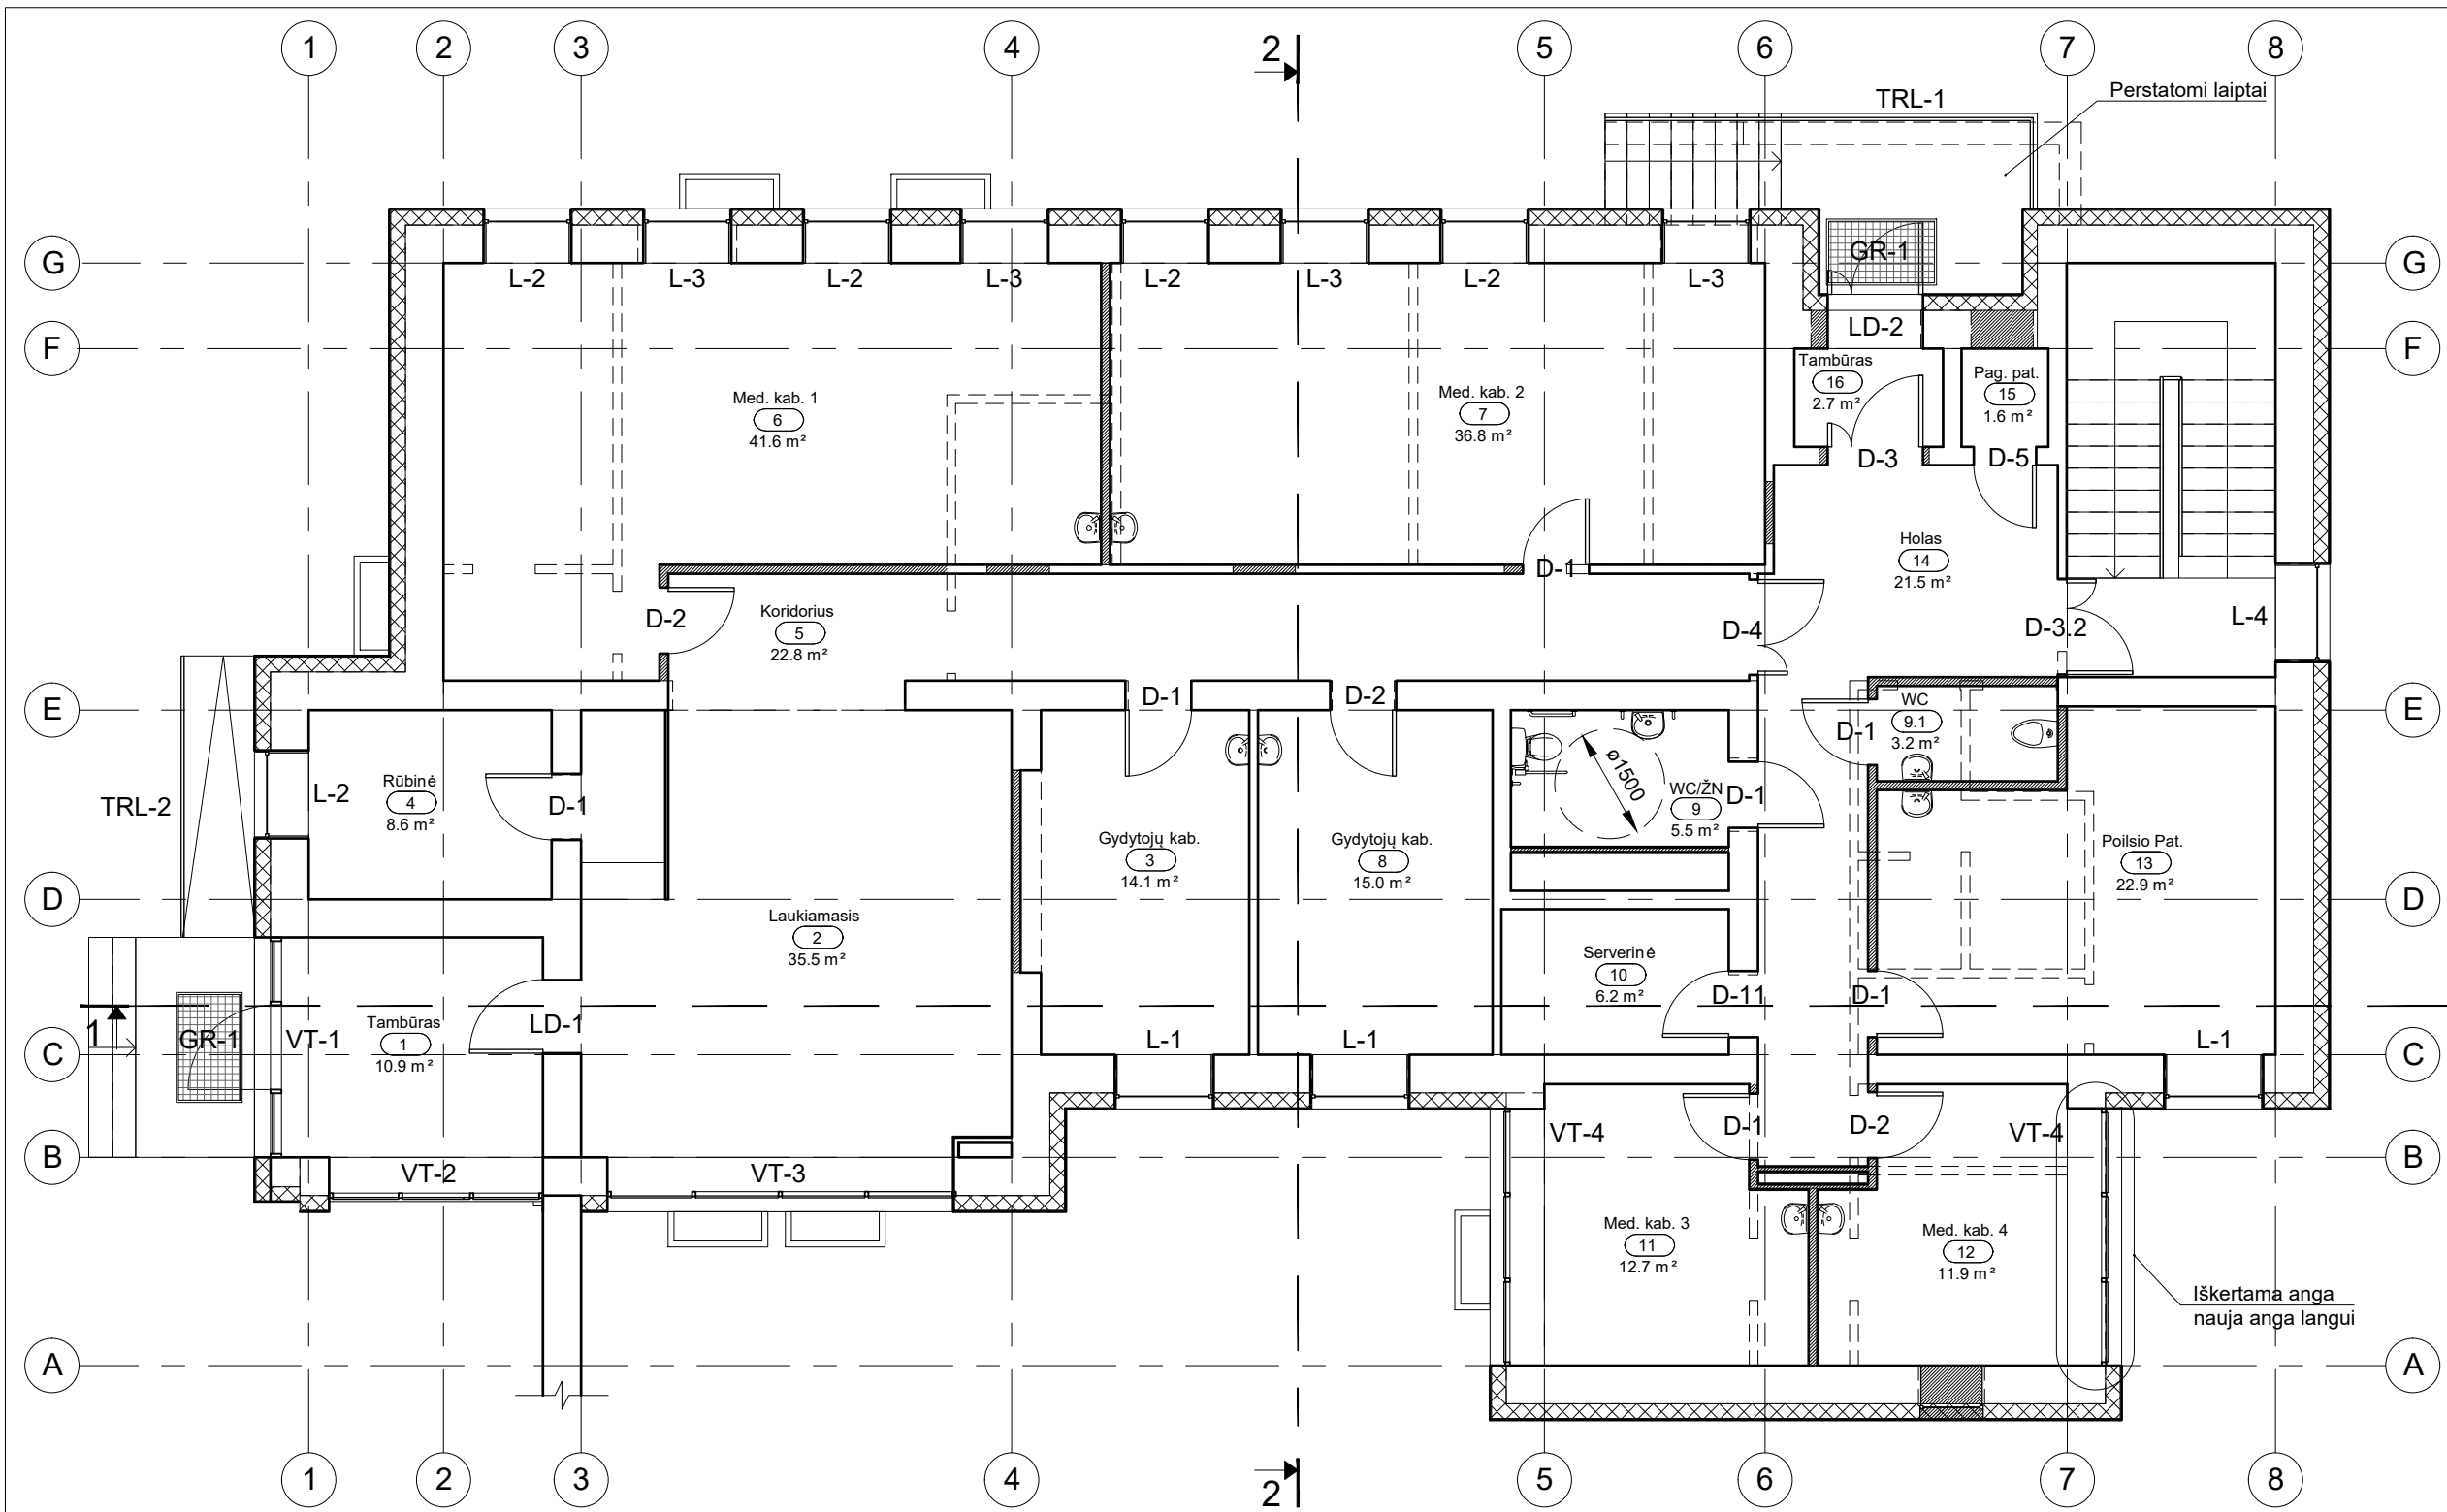 1 2 3 4 2 5 6 7 8
TRL-1
Perstatomi laiptai
G GR-1 G
L-2 L-3 L-2 L-3 L-2 L-3 L-2 L-3
F LD-2 F
Tambūras
16
2.7 m²
Pag. pat.
15
1.6 m²
Med. kab. 1
6
41.6 m²
Med. kab. 2
7
36.8 m²
D-3 D-5
Holas
14
21.5 m²
D-1
D-2
Koridorius
5
22.8 m²
D-4 D-3.2 L-4
E D-1 D-2 E
WC
9.1
3.2 m²
D-1
Rūbinė
4
8.6 m²
TRL-2 L-2 D-1
ø1500
WC/ŽN
9
5.5 m²
D-1
Gydytojų kab.
3
14.1 m²
Gydytojų kab.
8
15.0 m²
Poilsio Pat.
13
22.9 m²
D D
Laukiamasis
2
35.5 m²
Serverinė
10
6.2 m²
D-11 D-1
1 GR-1 VT-1
Tambūras
1
10.9 m²
LD-1
L-1 L-1 L-1
C C
VT-4 D-1 D-2 VT-4
B B
VT-2 VT-3
Med. kab. 3
11
12.7 m²
Med. kab. 4
12
11.9 m²
Iškertama anga
nauja anga langui
A A
1 2 3 4 2 5 6 7 8